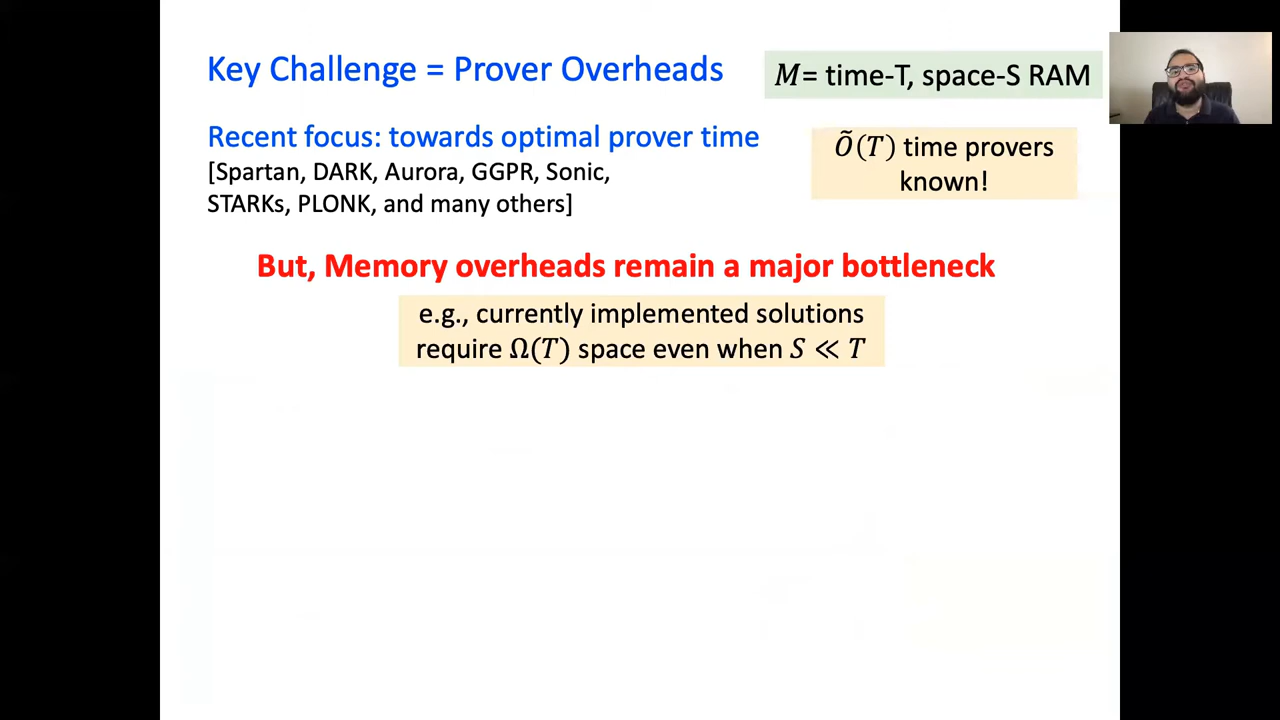 Key Challenge = Prover Overheads
M= time-T, space-S RAM
Recent focus: towards optimal prover time
[Spartan, DARK, Aurora, GGPR, Sonic,
STARKs, PLONK, and many others]
Õ(T) time provers
known!
But, Memory overheads remain a major bottleneck
e.g., currently implemented solutions
require Ω(T) space even when S ≪ T